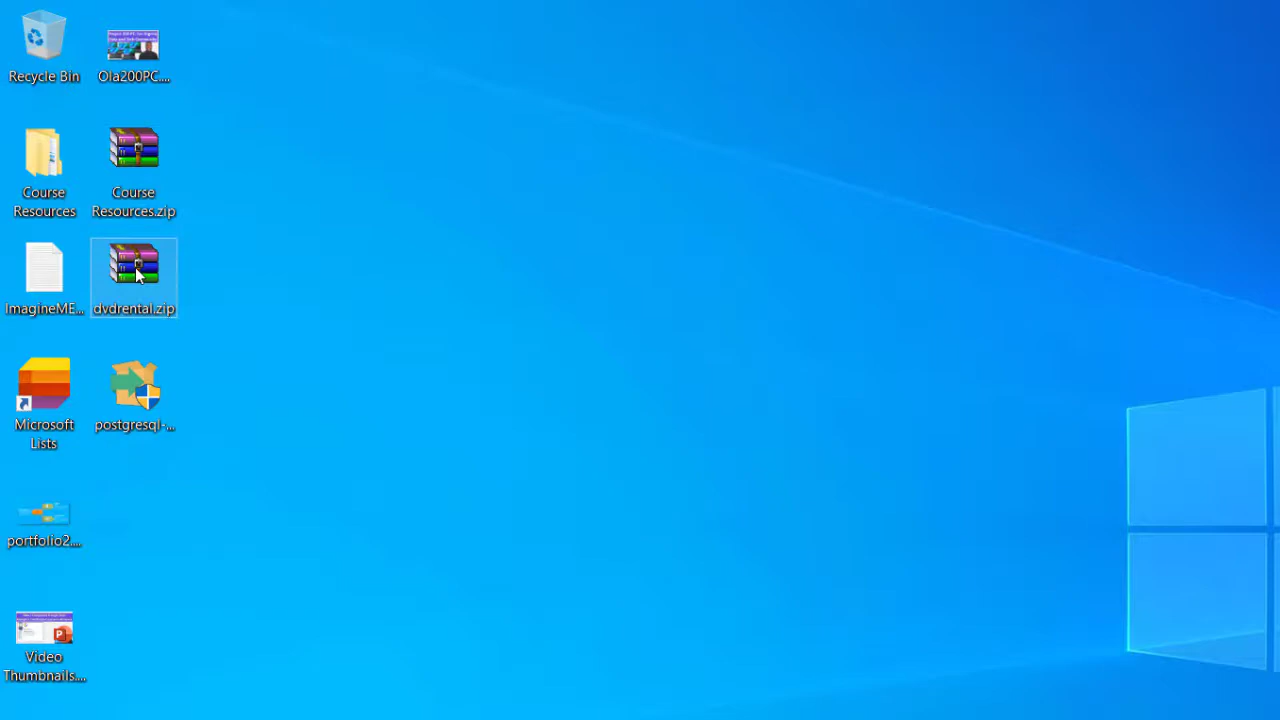 Recycle Bin
Ola200PC....
Course
Resources
Course
Resources.zip
ImagineME...
dvdrental.zip
Microsoft
Lists
postgresql-...
portfolio2....
Video
Thumbnails....